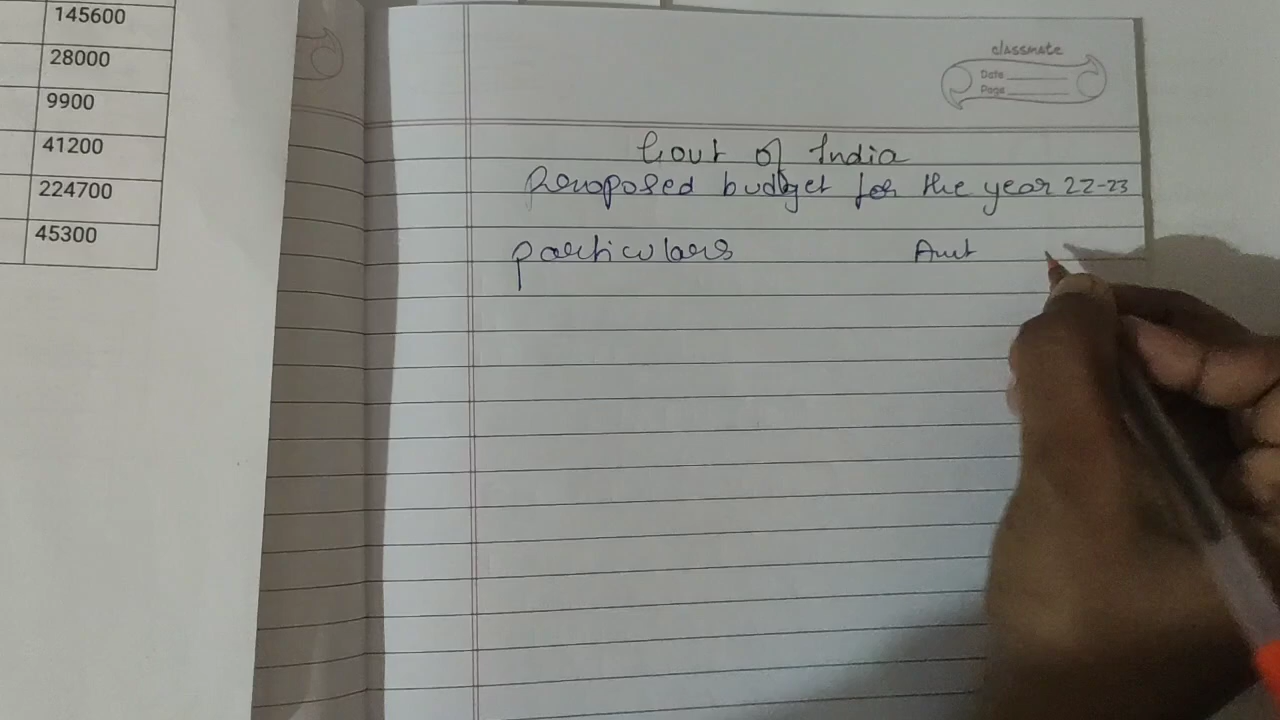 145600
28000
9900
41200
224700
45300
classmate
Date
Page
Govt of India
Proposed budget for the year 22-23
particulars Amt